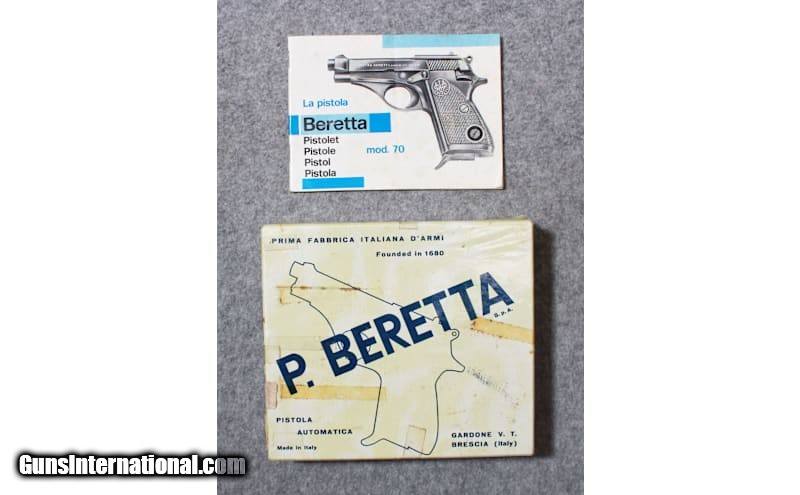 La pistola
Beretta
Pistolet
Pistole
Pistol
Pistola
mod. 70
PRIMA FABBRICA ITALIANA D'ARMI
Founded in 1680
P. BERETTA
S.p.A.
PISTOLA
AUTOMATICA
Made in Italy
GARDONE V. T.
BRESCIA (Italy)
GunsInternational.com